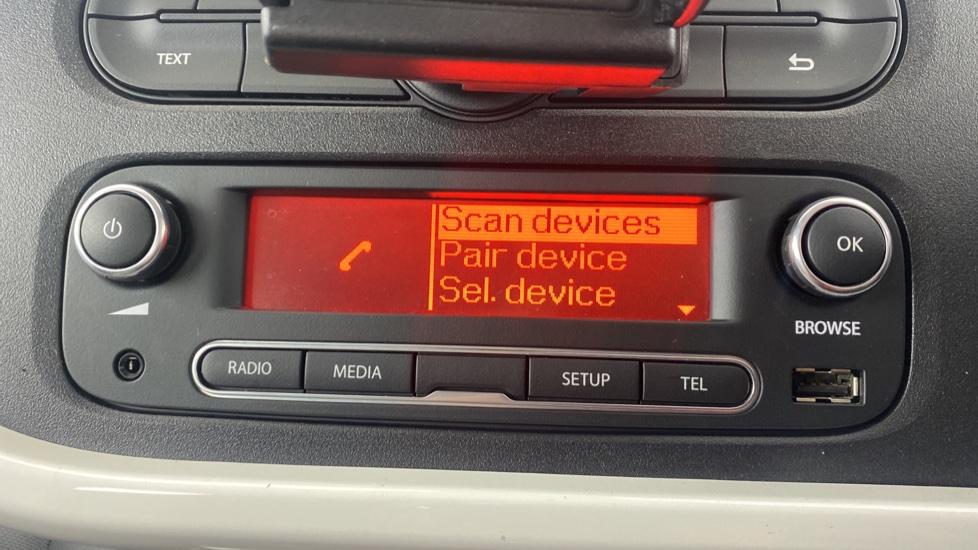 TEXT
Scan devices
Pair device
Sel. device
OK
BROWSE
RADIO
MEDIA
SETUP
TEL